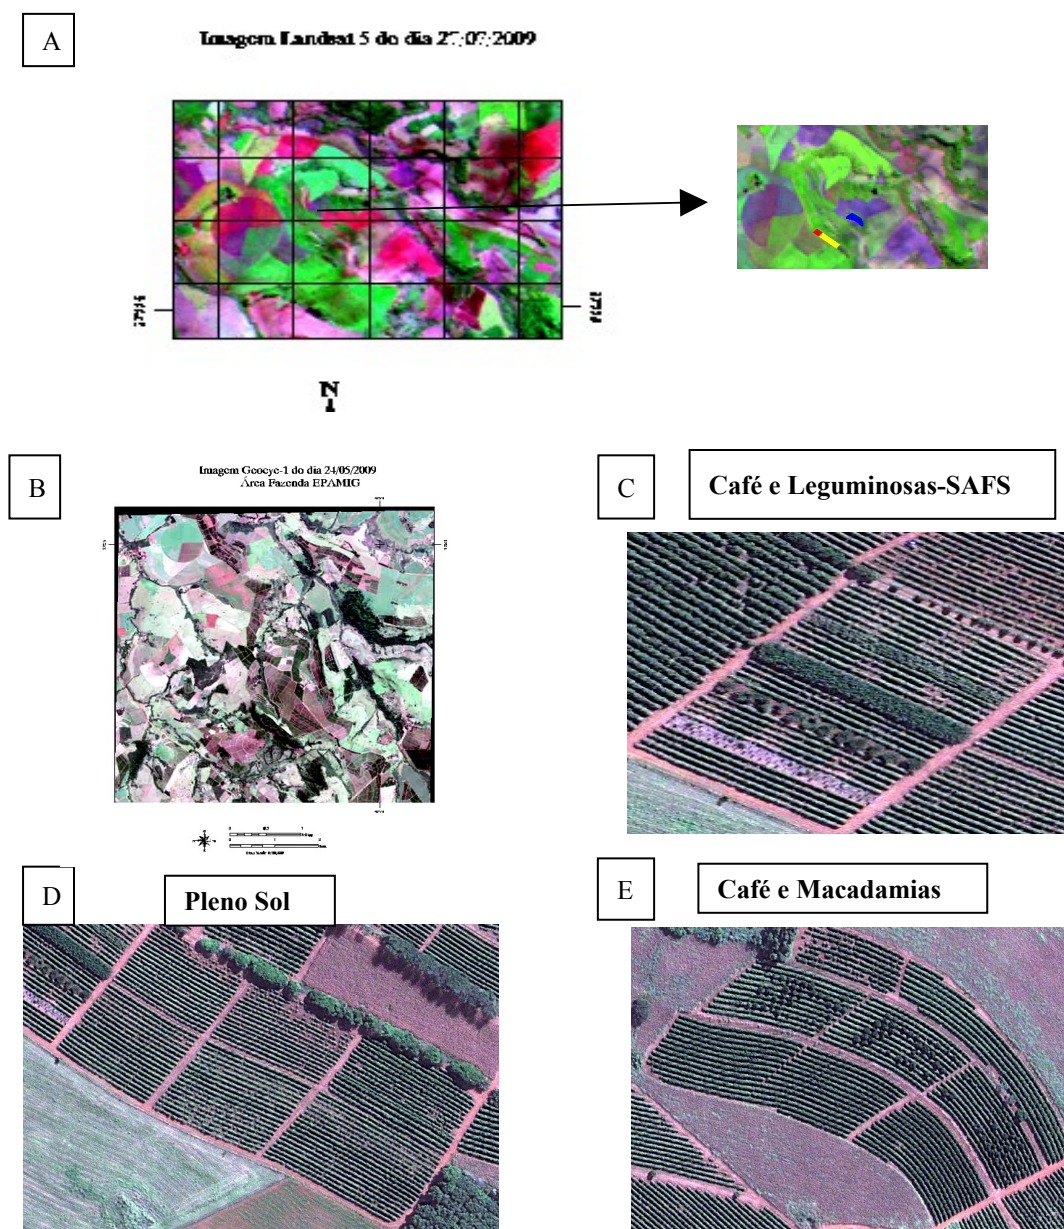 A
Imagem Landsat 5 do dia 27/07/2009
N
B
Imagem Geoeye-1 do dia 24/05/2009
Área Fazenda EPAMIG
C
Café e Leguminosas-SAFS
D
Pleno Sol
E
Café e Macadamias